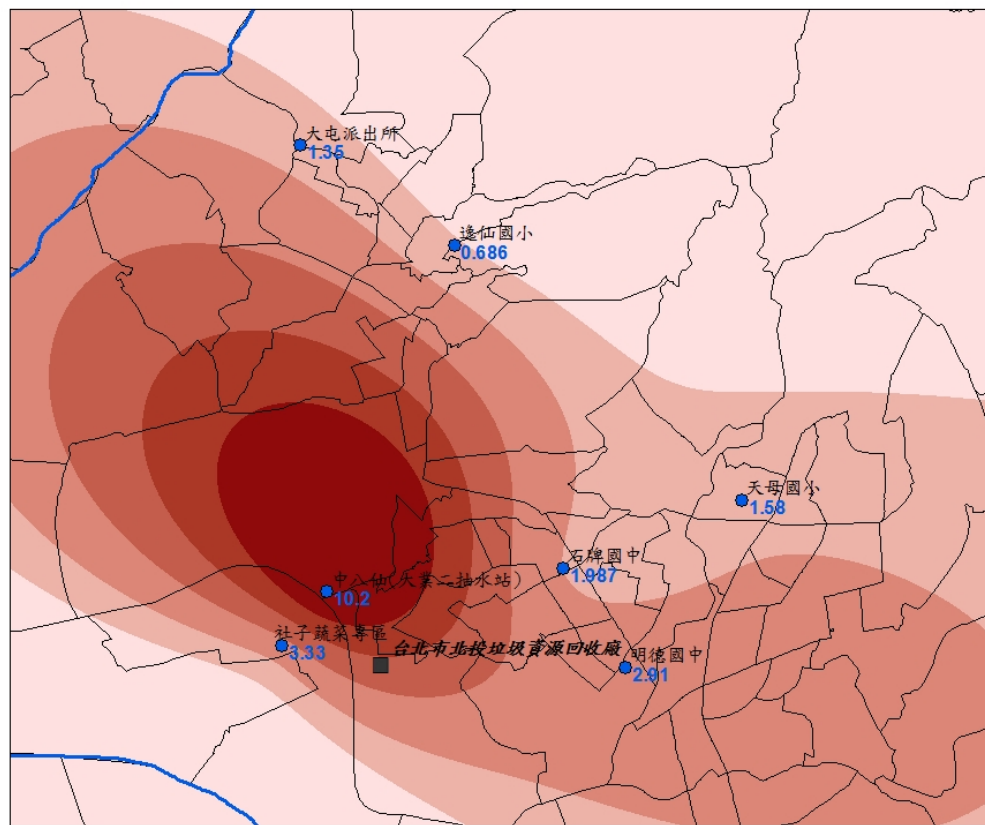 大屯派出所
1.35
逸仙國小
0.686
天母國小
1.58
石牌國中
1.987
中八仙(大業二抽水站)
10.2
社子蔬菜專區
3.33
台北市北投垃圾資源回收廠
明德國中
2.91